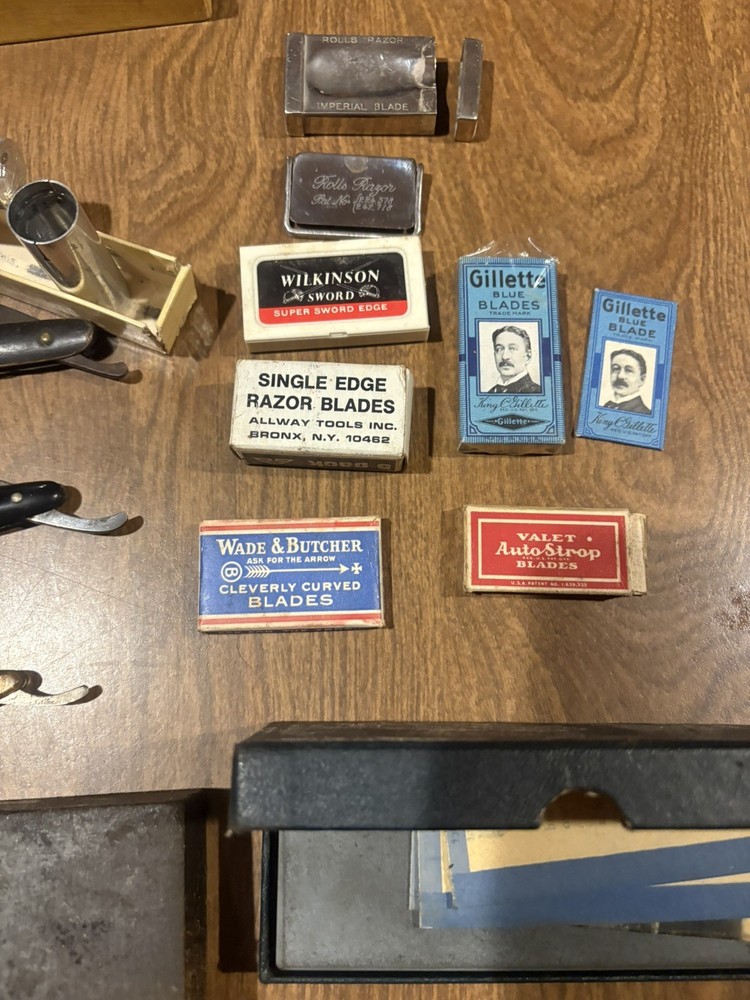 ROLLS RAZOR
IMPERIAL BLADE
Rolls Razor
Pat. Nos
WILKINSON
SWORD
SUPER SWORD EDGE
Gillette
BLUE
BLADES
TRADE MARK
King C. Gillette
Gillette
Gillette
BLUE
BLADE
King C. Gillette
SINGLE EDGE
RAZOR BLADES
ALLWAY TOOLS INC.
BRONX, N.Y. 10462
WADE & BUTCHER
ASK FOR THE ARROW
B
CLEVERLY CURVED
BLADES
VALET
AutoStrop
BLADES
U.S.A. PATENT NO.